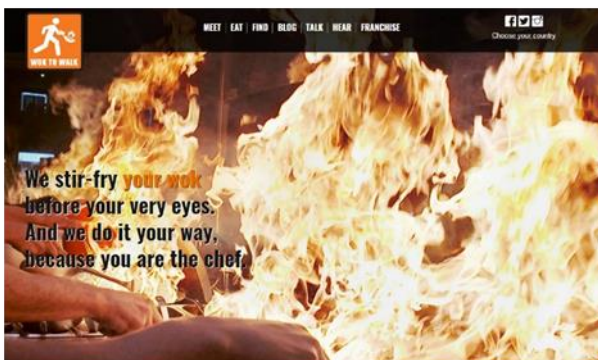 MEET | EAT | FIND | BLOG | TALK | HEAR | FRANCHISE
Choose your country
WOK TO WALK
We stir-fry your wok
before your very eyes.
And we do it your way,
because you are the chef.